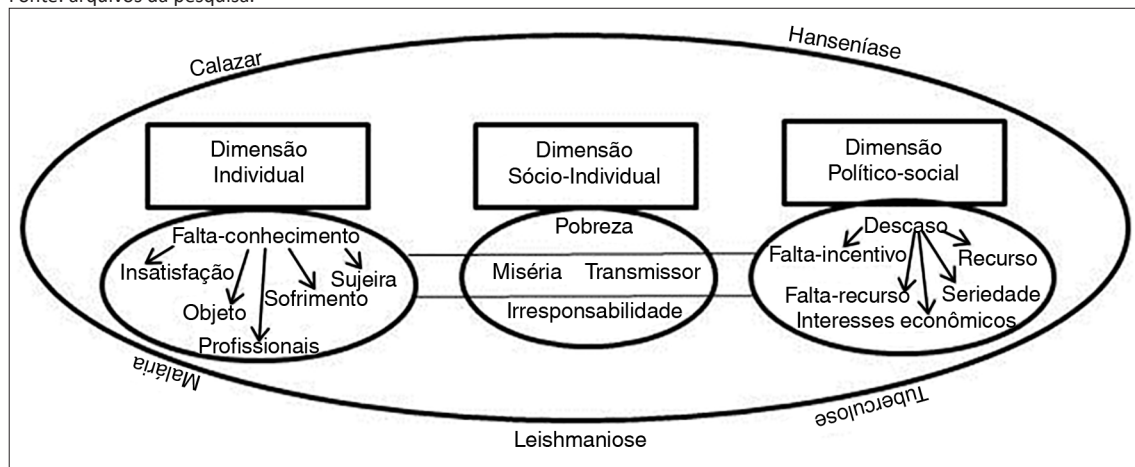 Fonte: arquivos da pesquisa.
Calazar
Hanseníase
Dimensão
Individual
Dimensão
Sócio-Individual
Dimensão
Político-social
Falta-conhecimento
Insatisfação
Sujeira
Sofrimento
Objeto
Profissionais
Pobreza
Miséria Transmissor
Irresponsabilidade
Descaso
Falta-incentivo
Recurso
Falta-recurso
Seriedade
Interesses econômicos
Malária
Tuberculose
Leishmaniose